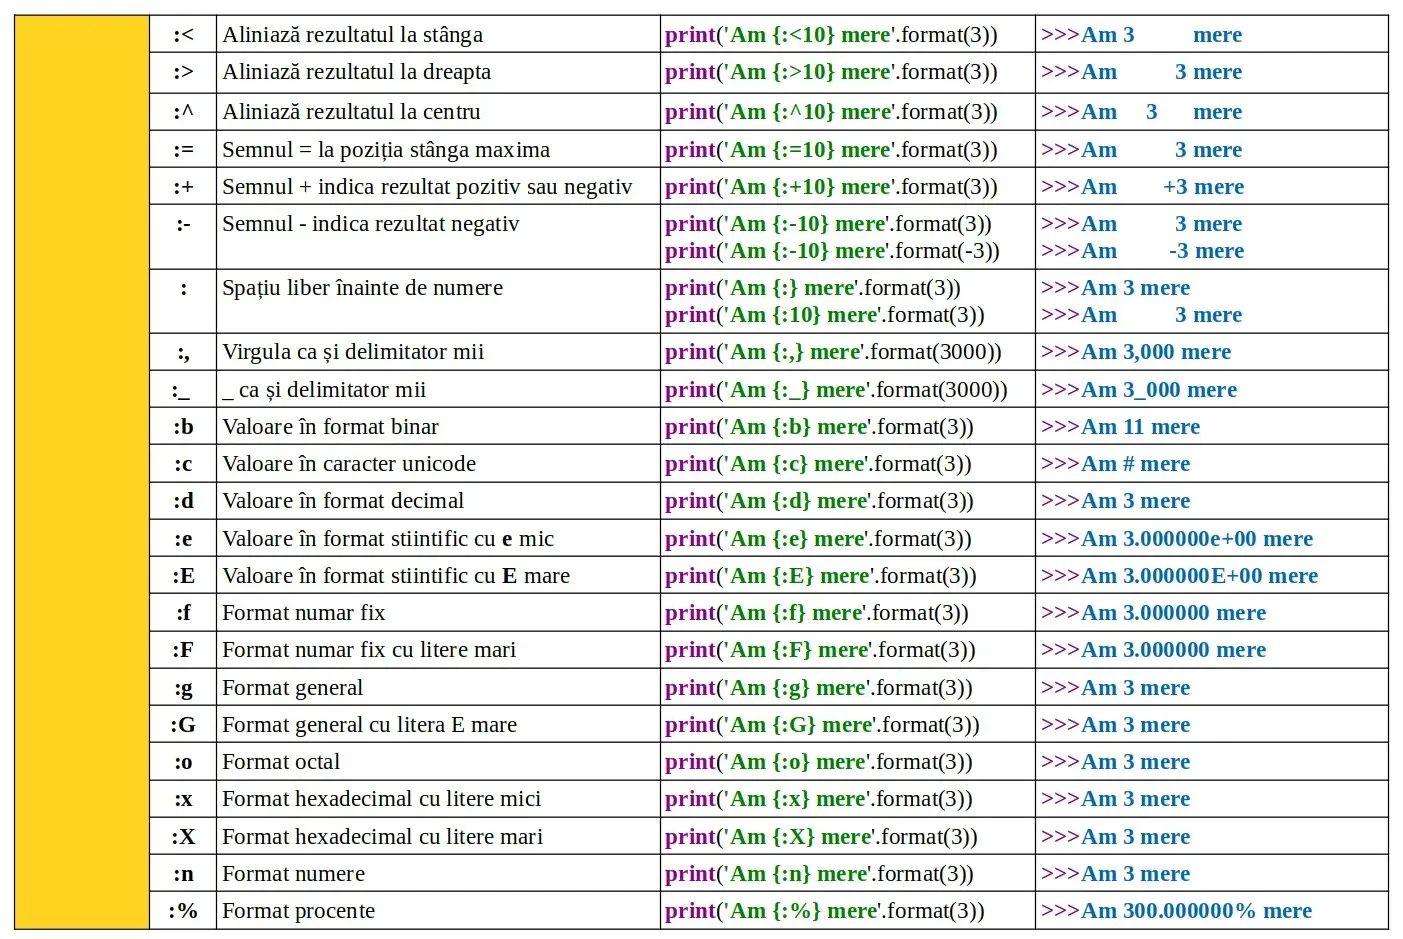 :< Aliniază rezultatul la stânga print('Am {:<10} mere'.format(3)) >>>Am 3          mere
:> Aliniază rezultatul la dreapta print('Am {:>10} mere'.format(3)) >>>Am          3 mere
:^ Aliniază rezultatul la centru print('Am {:^10} mere'.format(3)) >>>Am     3      mere
:= Semnul = la poziția stânga maxima print('Am {:=10} mere'.format(3)) >>>Am          3 mere
:+ Semnul + indica rezultat pozitiv sau negativ print('Am {:+10} mere'.format(3)) >>>Am         +3 mere
:- Semnul - indica rezultat negativ print('Am {:-10} mere'.format(3)) >>>Am          3 mere
print('Am {:-10} mere'.format(-3)) >>>Am         -3 mere
: Spațiu liber înainte de numere print('Am {:} mere'.format(3)) >>>Am 3 mere
print('Am {:10} mere'.format(3)) >>>Am          3 mere
:, Virgula ca și delimitator mii print('Am {:,} mere'.format(3000)) >>>Am 3,000 mere
:_ _ ca și delimitator mii print('Am {:_} mere'.format(3000)) >>>Am 3_000 mere
:b Valoare în format binar print('Am {:b} mere'.format(3)) >>>Am 11 mere
:c Valoare în caracter unicode print('Am {:c} mere'.format(3)) >>>Am # mere
:d Valoare în format decimal print('Am {:d} mere'.format(3)) >>>Am 3 mere
:e Valoare în format stiintific cu e mic print('Am {:e} mere'.format(3)) >>>Am 3.000000e+00 mere
:E Valoare în format stiintific cu E mare print('Am {:E} mere'.format(3)) >>>Am 3.000000E+00 mere
:f Format numar fix print('Am {:f} mere'.format(3)) >>>Am 3.000000 mere
:F Format numar fix cu litere mari print('Am {:F} mere'.format(3)) >>>Am 3.000000 mere
:g Format general print('Am {:g} mere'.format(3)) >>>Am 3 mere
:G Format general cu litera E mare print('Am {:G} mere'.format(3)) >>>Am 3 mere
:o Format octal print('Am {:o} mere'.format(3)) >>>Am 3 mere
:x Format hexadecimal cu litere mici print('Am {:x} mere'.format(3)) >>>Am 3 mere
:X Format hexadecimal cu litere mari print('Am {:X} mere'.format(3)) >>>Am 3 mere
:n Format numere print('Am {:n} mere'.format(3)) >>>Am 3 mere
:% Format procente print('Am {:%} mere'.format(3)) >>>Am 300.000000% mere